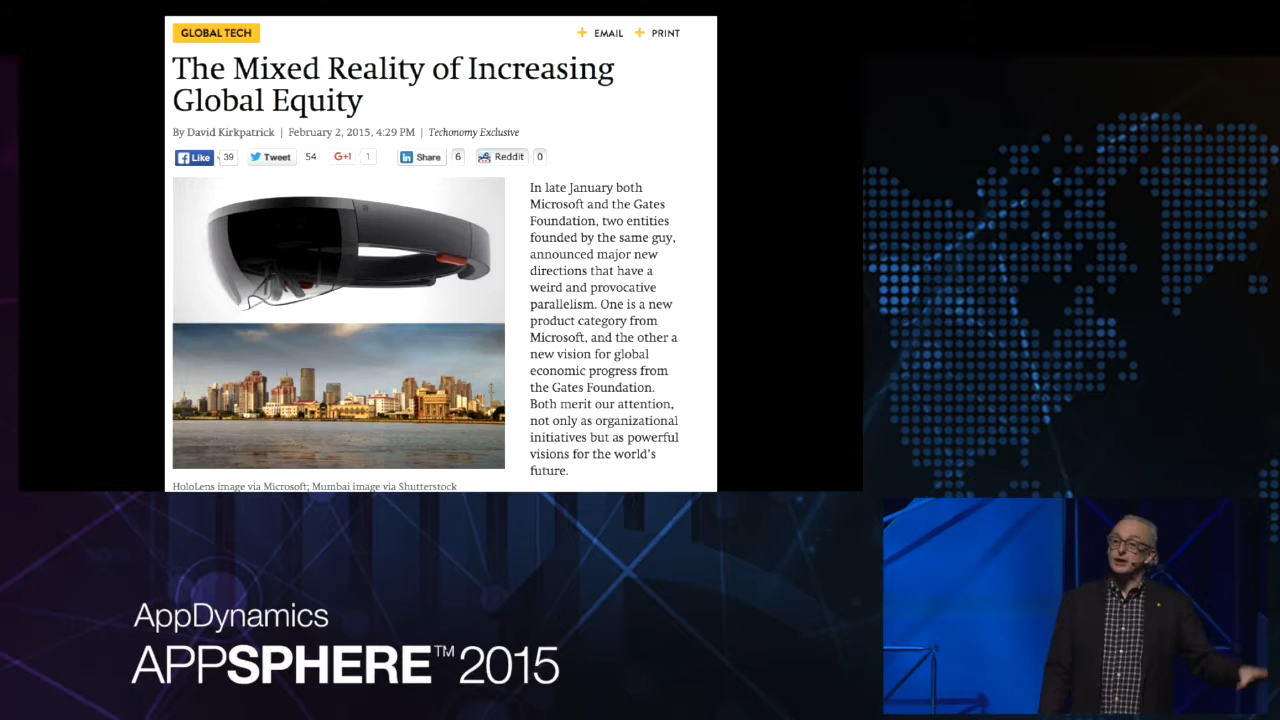 GLOBAL TECH
+ EMAIL + PRINT
The Mixed Reality of Increasing
Global Equity
By David Kirkpatrick | February 2, 2015, 4:29 PM | Techonomy Exclusive
Like 39 Tweet 54 G+1 1 Share 6 Reddit 0
In late January both
Microsoft and the Gates
Foundation, two entities
founded by the same guy,
announced major new
directions that have a
weird and provocative
parallelism. One is a new
product category from
Microsoft, and the other a
new vision for global
economic progress from
the Gates Foundation.
Both merit our attention,
not only as organizational
initiatives but as powerful
visions for the world's
future.
HoloLens image via Microsoft; Mumbai image via Shutterstock
AppDynamics
APPSPHERE™ 2015